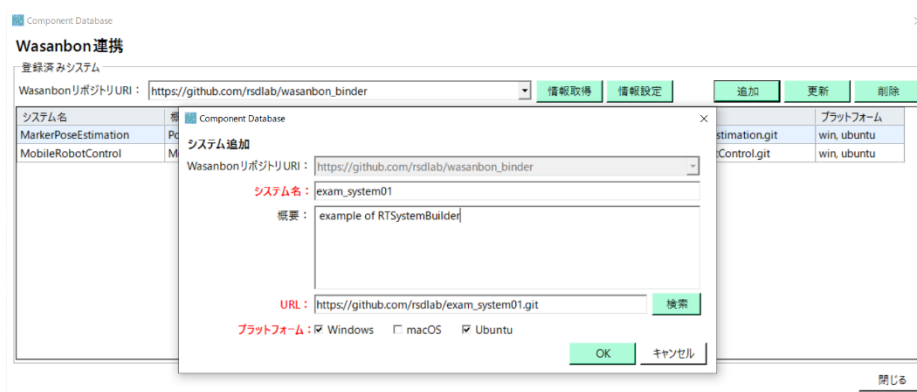 Component Database
Wasanbon連携
登録済みシステム
WasanbonリポジトリURI： https://github.com/rsdlab/wasanbon_binder 情報取得 情報設定 追加 更新 削除
システム名 プラットフォーム
MarkerPoseEstimation Po stimation.git win, ubuntu
MobileRobotControl Control.git win, ubuntu
Component Database
システム追加
WasanbonリポジトリURI： https://github.com/rsdlab/wasanbon_binder
システム名： exam_system01
概要： example of RTSystemBuilder
URL： https://github.com/rsdlab/exam_system01.git 検索
プラットフォーム： Windows macOS Ubuntu
OK キャンセル
閉じる